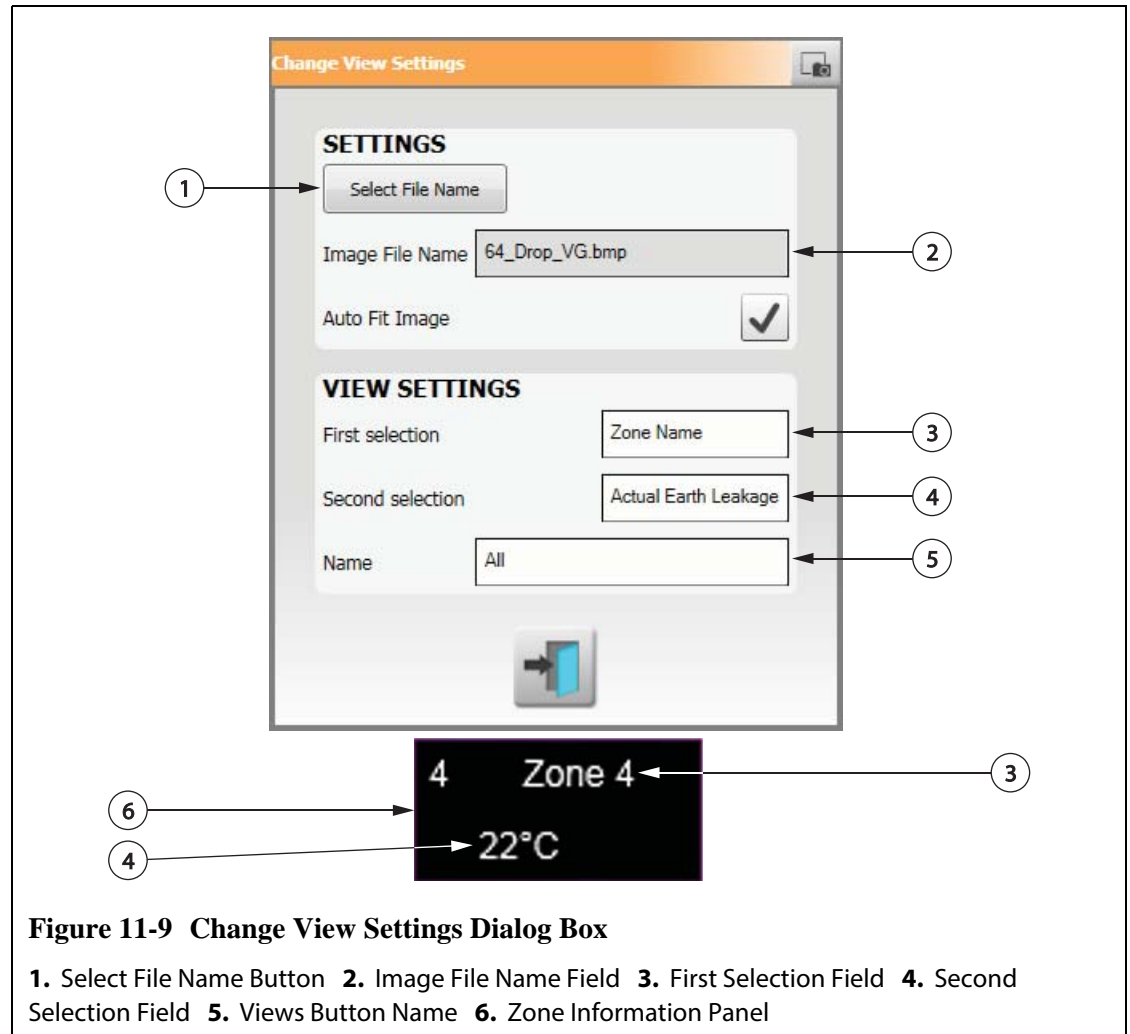 Change View Settings
SETTINGS
1
Select File Name
Image File Name 64_Drop_VG.bmp
2
Auto Fit Image
VIEW SETTINGS
First selection Zone Name
3
Second selection Actual Earth Leakage
4
Name All
5
4 Zone 4
3
6
22°C
4
Figure 11-9 Change View Settings Dialog Box
1. Select File Name Button 2. Image File Name Field 3. First Selection Field 4. Second
Selection Field 5. Views Button Name 6. Zone Information Panel